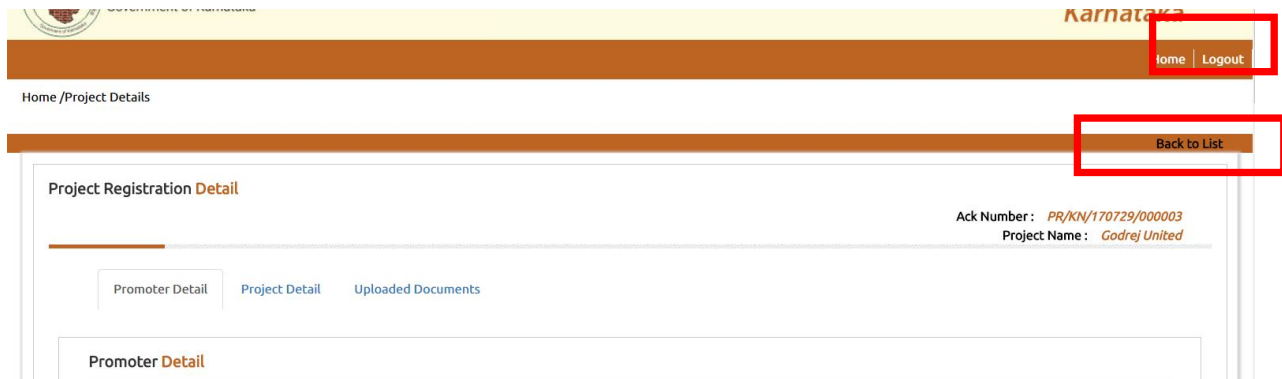 Government of Karnataka
Karnataka
Home Logout
Home /Project Details
Back to List
Project Registration Detail
Ack Number : PR/KN/170729/000003
Project Name : Godrej United
Promoter Detail Project Detail Uploaded Documents
Promoter Detail